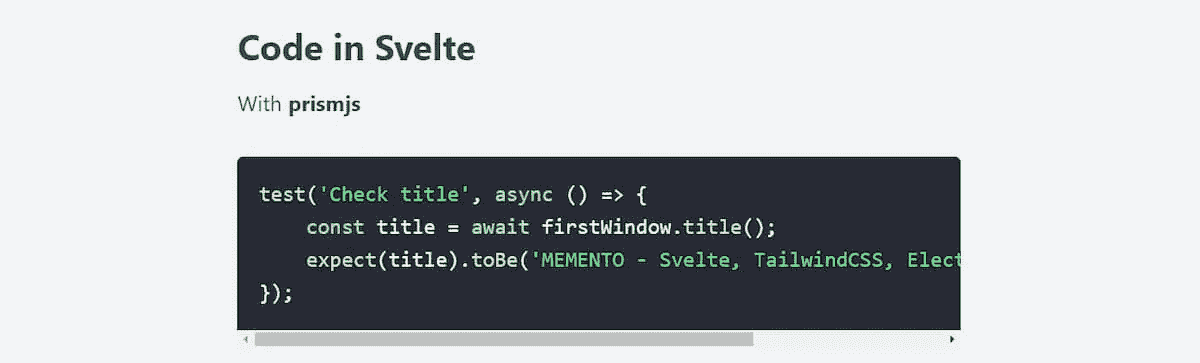 Code in Svelte
With prismjs
test('Check title', async () => {
    const title = await firstWindow.title();
    expect(title).toBe('MEMENTO - Svelte, TailwindCSS, Elect
});